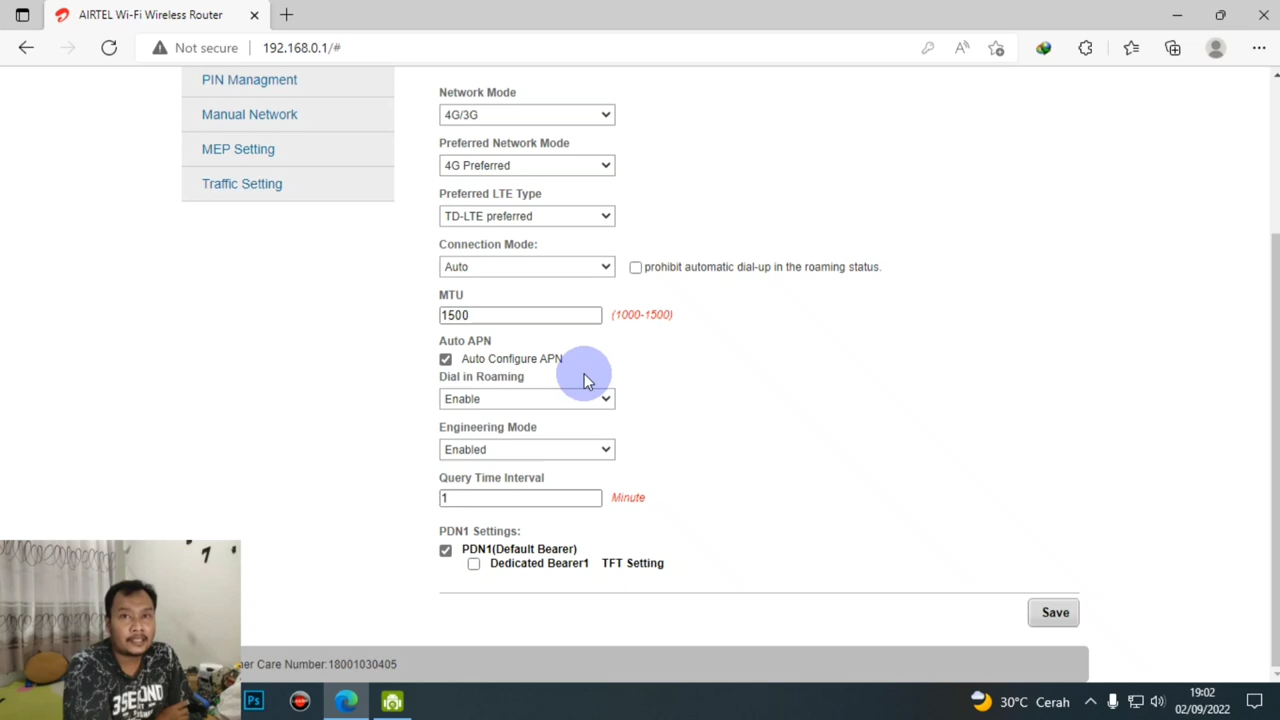 AIRTEL Wi-Fi Wireless Router
Not secure
192.168.0.1/#
PIN Managment
Manual Network
MEP Setting
Traffic Setting
Network Mode
4G/3G
Preferred Network Mode
4G Preferred
Preferred LTE Type
TD-LTE preferred
Connection Mode:
Auto
prohibit automatic dial-up in the roaming status.
MTU
1500
(1000-1500)
Auto APN
Auto Configure APN
Dial in Roaming
Enable
Engineering Mode
Enabled
Query Time Interval
1
Minute
PDN1 Settings:
PDN1(Default Bearer)
Dedicated Bearer1 TFT Setting
Save
er Care Number:18001030405
3SECOND
Ps
30°C Cerah
19:02
02/09/2022